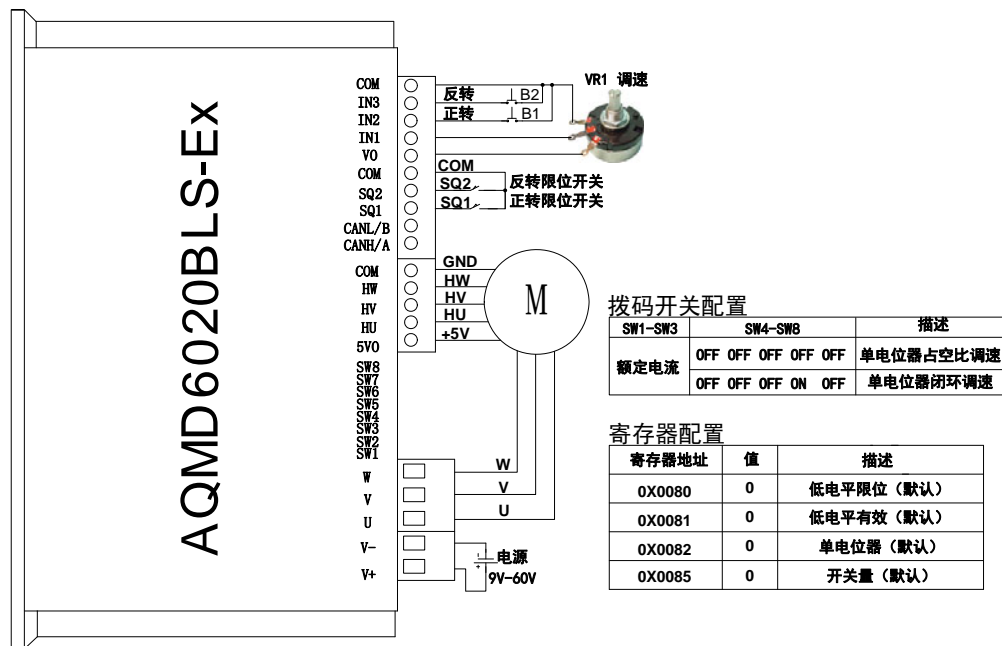 AQMD6020BLS-Ex
COM
IN3
IN2
IN1
VO
COM
SQ2
SQ1
CANL/B
CANH/A
COM
HW
HV
HU
5VO
SW8
SW7
SW6
SW5
SW4
SW3
SW2
SW1
W
V
U
V-
V+
反转
B2
正转
B1
VR1 调速
COM
SQ2
反转限位开关
SQ1
正转限位开关
GND
HW
HV
HU
+5V
M
W
V
U
电源
9V-60V
拨码开关配置
SW1-SW3 SW4-SW8 描述
额定电流
OFF OFF OFF OFF OFF 单电位器占空比调速
OFF OFF OFF ON OFF 单电位器闭环调速
寄存器配置
寄存器地址 值 描述
0X0080 0 低电平限位（默认）
0X0081 0 低电平有效（默认）
0X0082 0 单电位器（默认）
0X0085 0 开关量（默认）